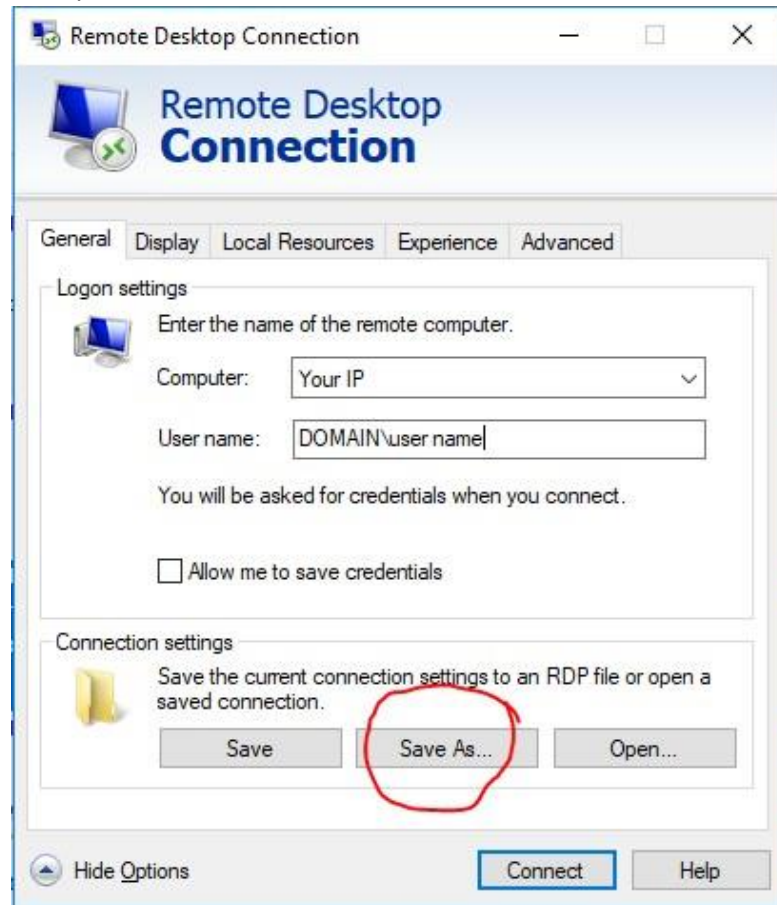 Remote Desktop Connection
Remote Desktop
Connection
General Display Local Resources Experience Advanced
Logon settings
Enter the name of the remote computer.
Computer: Your IP
User name: DOMAIN\user name
You will be asked for credentials when you connect.
Allow me to save credentials
Connection settings
Save the current connection settings to an RDP file or open a
saved connection.
Save Save As... Open...
Hide Options Connect Help